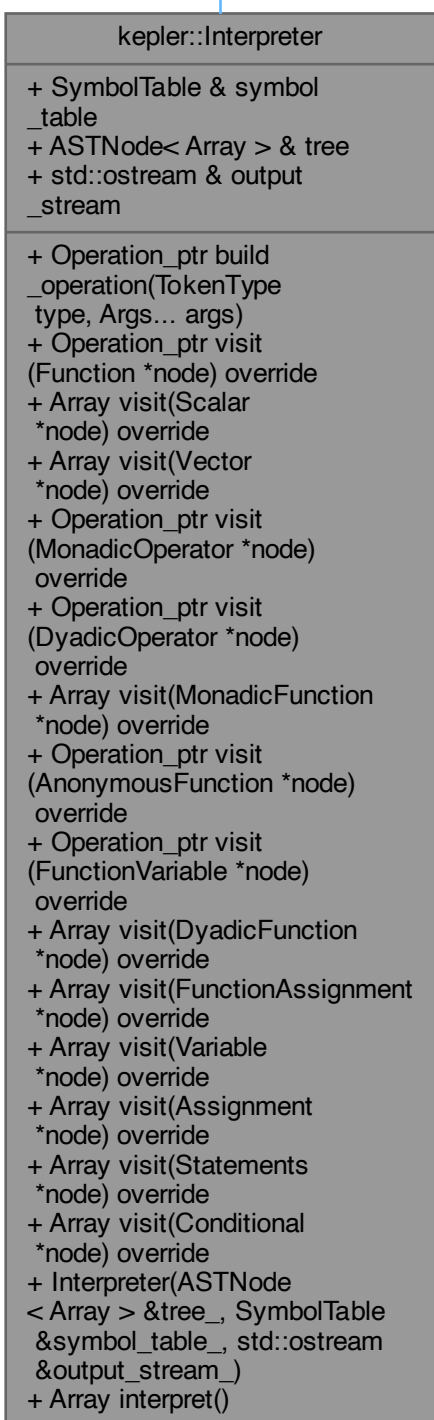 kepler::Interpreter
+ SymbolTable & symbol
_table
+ ASTNode< Array > & tree
+ std::ostream & output
_stream
+ Operation_ptr build
_operation(TokenType
type, Args... args)
+ Operation_ptr visit
(Function *node) override
+ Array visit(Scalar
*node) override
+ Array visit(Vector
*node) override
+ Operation_ptr visit
(MonadicOperator *node)
override
+ Operation_ptr visit
(DyadicOperator *node)
override
+ Array visit(MonadicFunction
*node) override
+ Operation_ptr visit
(AnonymousFunction *node)
override
+ Operation_ptr visit
(FunctionVariable *node)
override
+ Array visit(DyadicFunction
*node) override
+ Array visit(FunctionAssignment
*node) override
+ Array visit(Variable
*node) override
+ Array visit(Assignment
*node) override
+ Array visit(Statements
*node) override
+ Array visit(Conditional
*node) override
+ Interpreter(ASTNode
< Array > &tree_, SymbolTable
&symbol_table_, std::ostream
&output_stream_)
+ Array interpret()